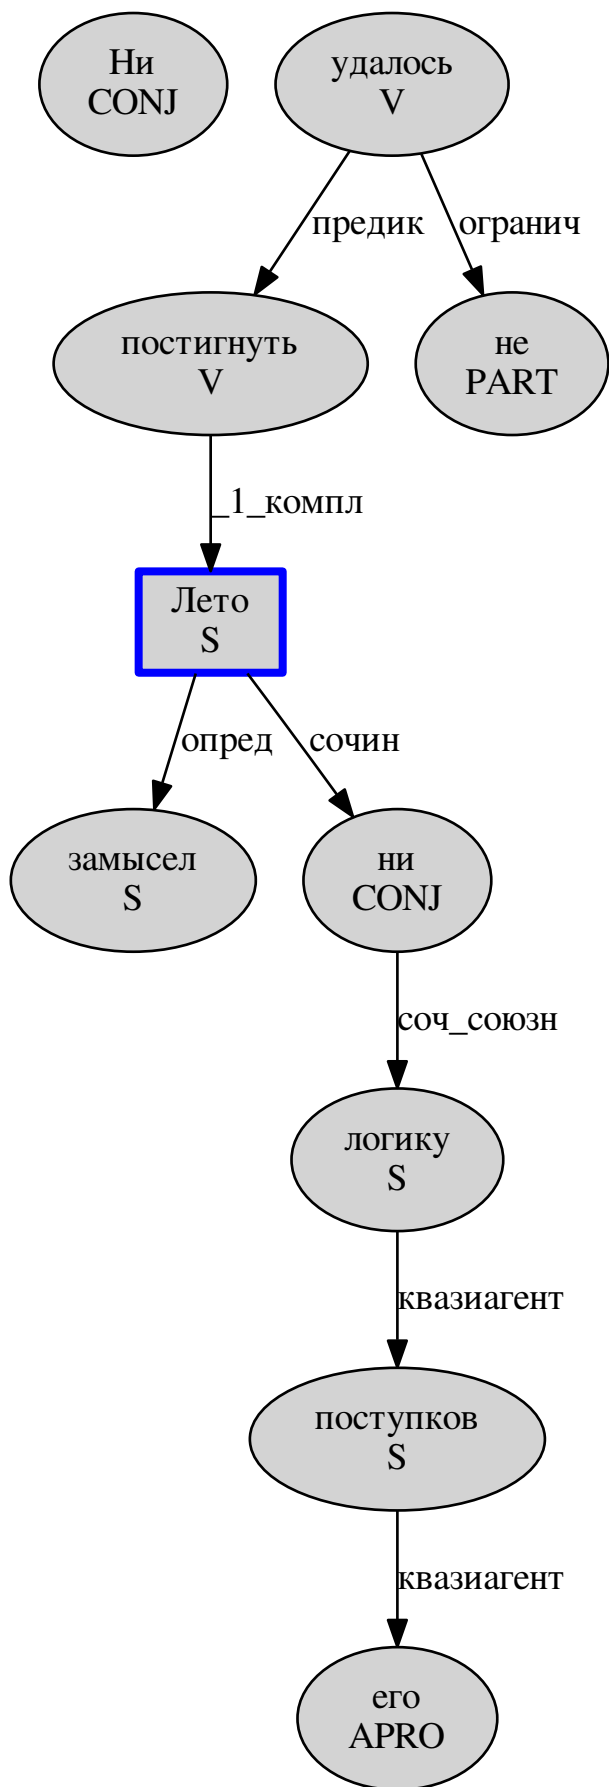 Ни
CONJ
удалось
V
предик
огранич
постигнуть
V
не
PART
_1_компл
Лето
S
опред
сочин
замысел
S
ни
CONJ
соч_союзн
логику
S
квазиагент
поступков
S
квазиагент
его
APRO